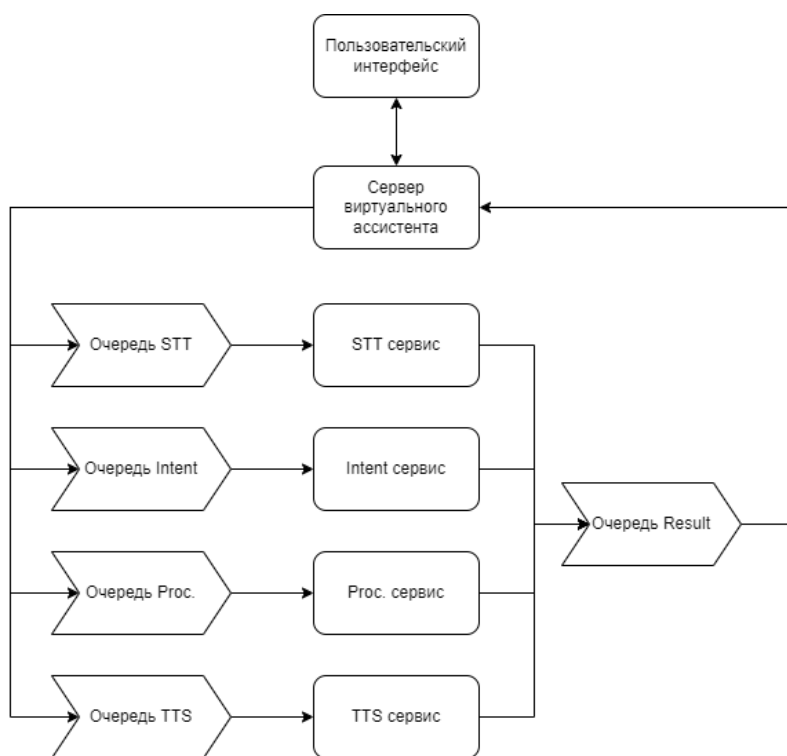 Пользовательский
интерфейс
Сервер
виртуального
ассистента
Очередь STT
STT сервис
Очередь Intent
Intent сервис
Очередь Result
Очередь Proc.
Proc. сервис
Очередь TTS
TTS сервис